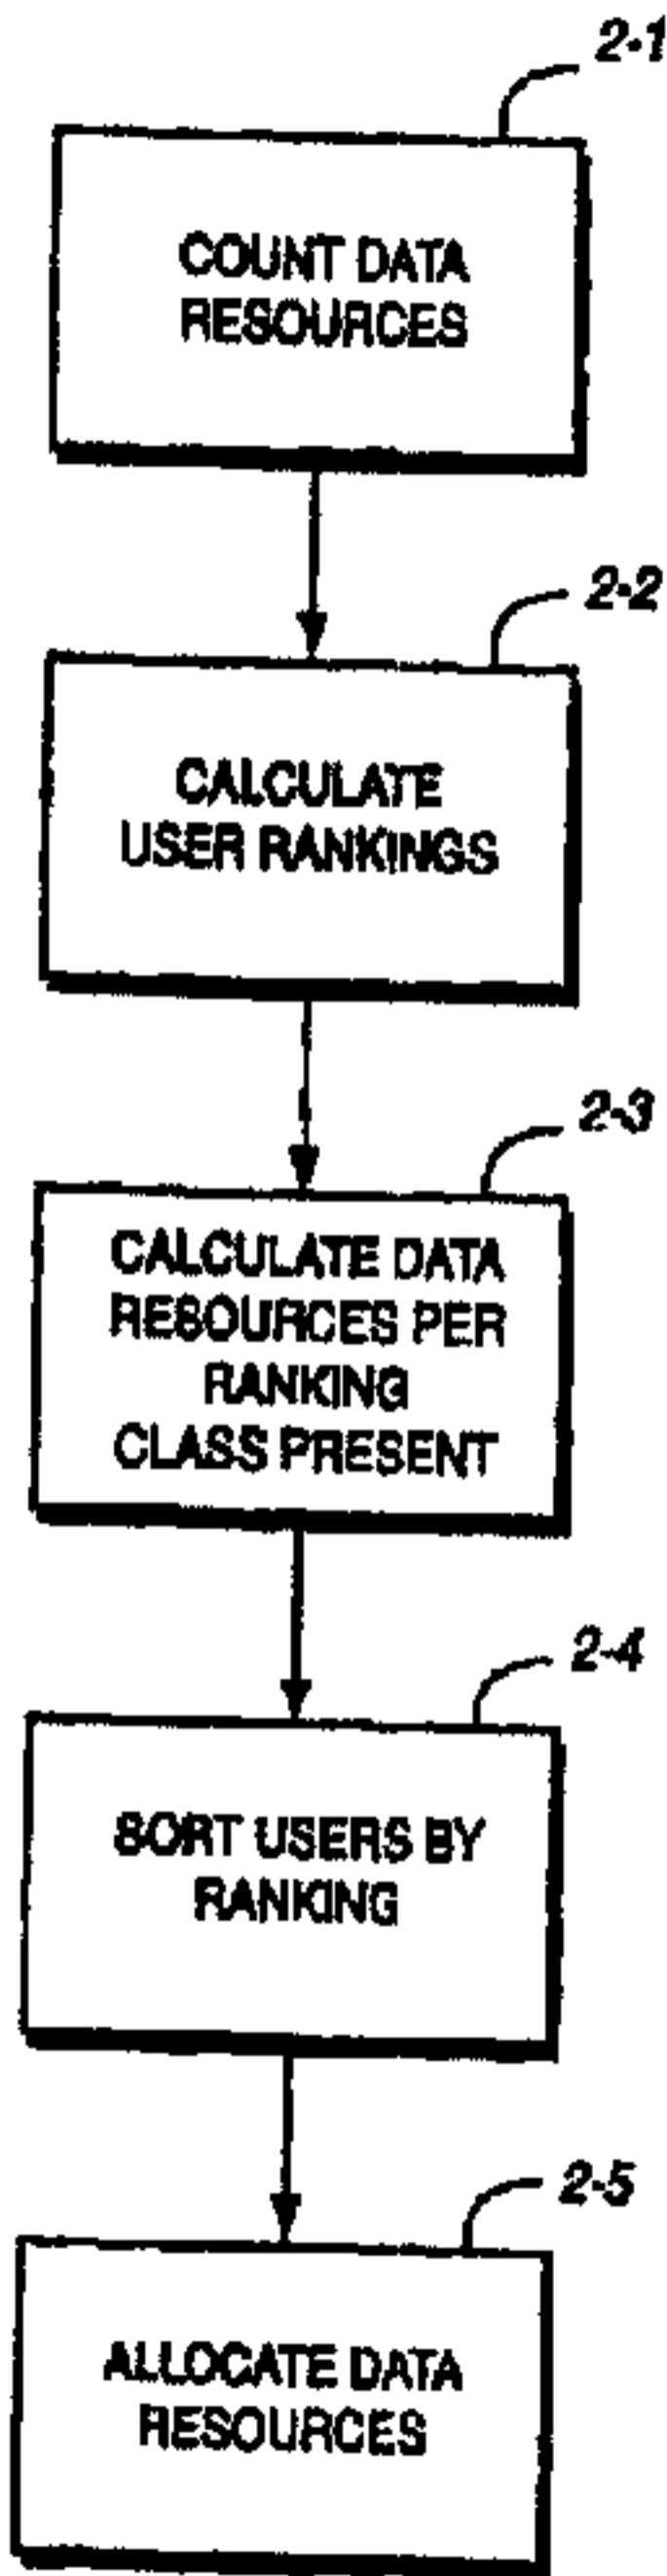 2-1
COUNT DATA
RESOURCES
2-2
CALCULATE
USER RANKINGS
2-3
CALCULATE DATA
RESOURCES PER
RANKING
CLASS PRESENT
2-4
SORT USERS BY
RANKING
2-5
ALLOCATE DATA
RESOURCES